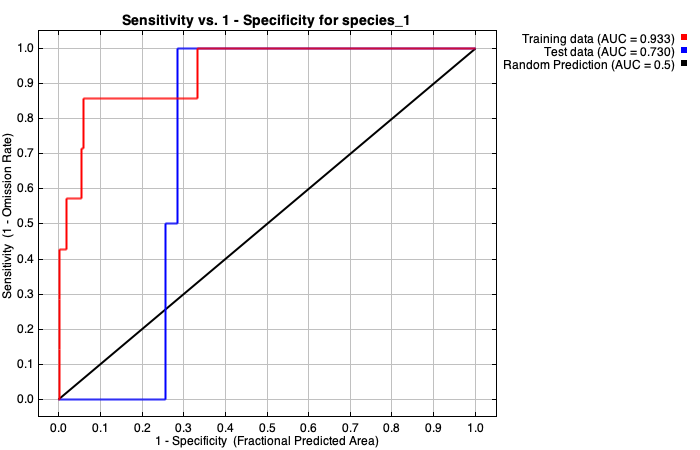 Sensitivity vs. 1 - Specificity for species_1
Training data (AUC = 0.933)
Test data (AUC = 0.730)
Random Prediction (AUC = 0.5)
Sensitivity (1 - Omission Rate)
1.0
0.9
0.8
0.7
0.6
0.5
0.4
0.3
0.2
0.1
0.0
0.0 0.1 0.2 0.3 0.4 0.5 0.6 0.7 0.8 0.9 1.0
1 - Specificity (Fractional Predicted Area)